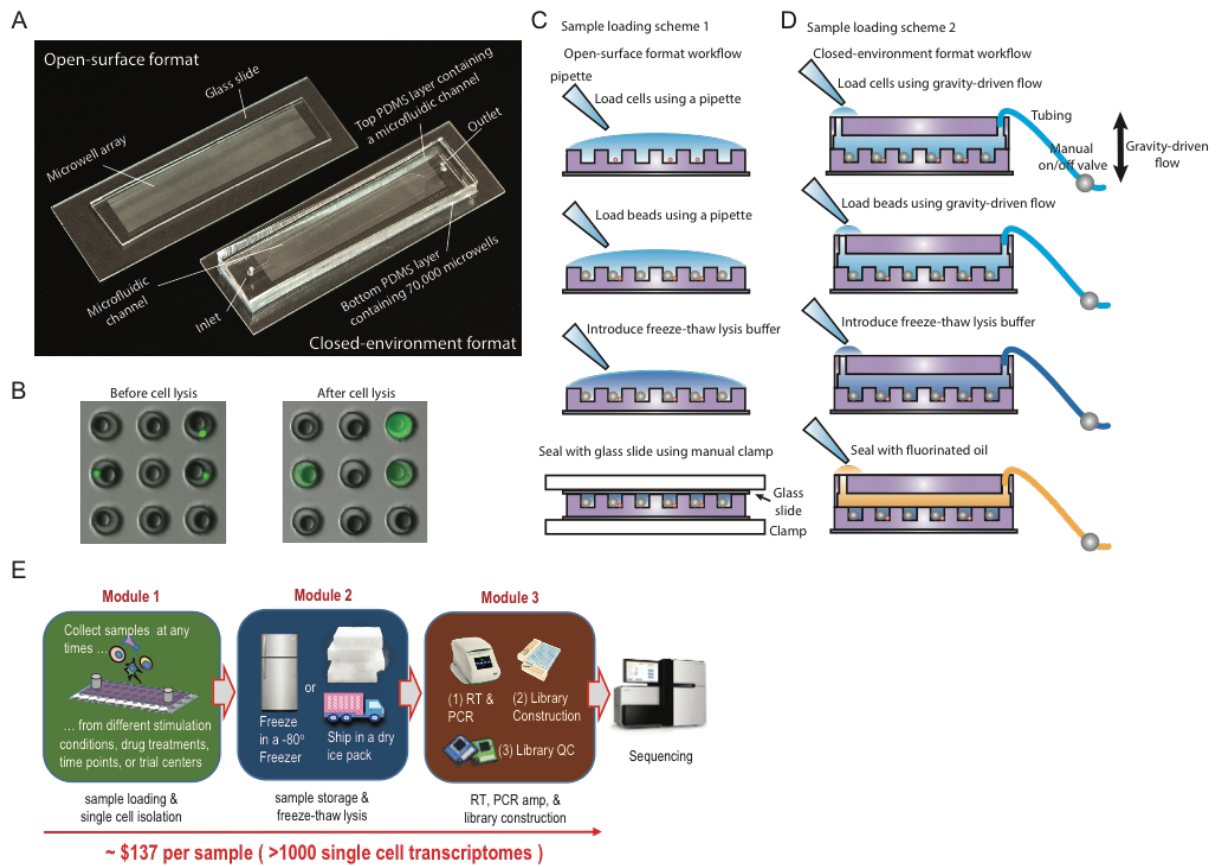 A
Open-surface format
Glass slide
Microwell array
Top PDMS layer containing
a microfluidic channel
Outlet
Microfluidic
channel
Inlet
Bottom PDMS layer
containing 70,000 microwells
Closed-environment format
B
Before cell lysis
After cell lysis
C
Sample loading scheme 1
Open-surface format workflow
pipette
Load cells using a pipette
Load beads using a pipette
Introduce freeze-thaw lysis buffer
Seal with glass slide using manual clamp
Glass
slide
Clamp
D
Sample loading scheme 2
Closed-environment format workflow
Load cells using gravity-driven flow
Tubing
Manual
on/off valve
Gravity-driven
flow
Load beads using gravity-driven flow
Introduce freeze-thaw lysis buffer
Seal with fluorinated oil
E
Module 1
Collect samples at any
times ...
... from different stimulation
conditions, drug treatments,
time points, or trial centers
sample loading &
single cell isolation
Module 2
or
Freeze
in a -80°
Freezer
Ship in a dry
ice pack
sample storage &
freeze-thaw lysis
Module 3
(1) RT &
PCR
(2) Library
Construction
(3) Library QC
RT, PCR amp, &
library construction
Sequencing
~ $137 per sample ( >1000 single cell transcriptomes )